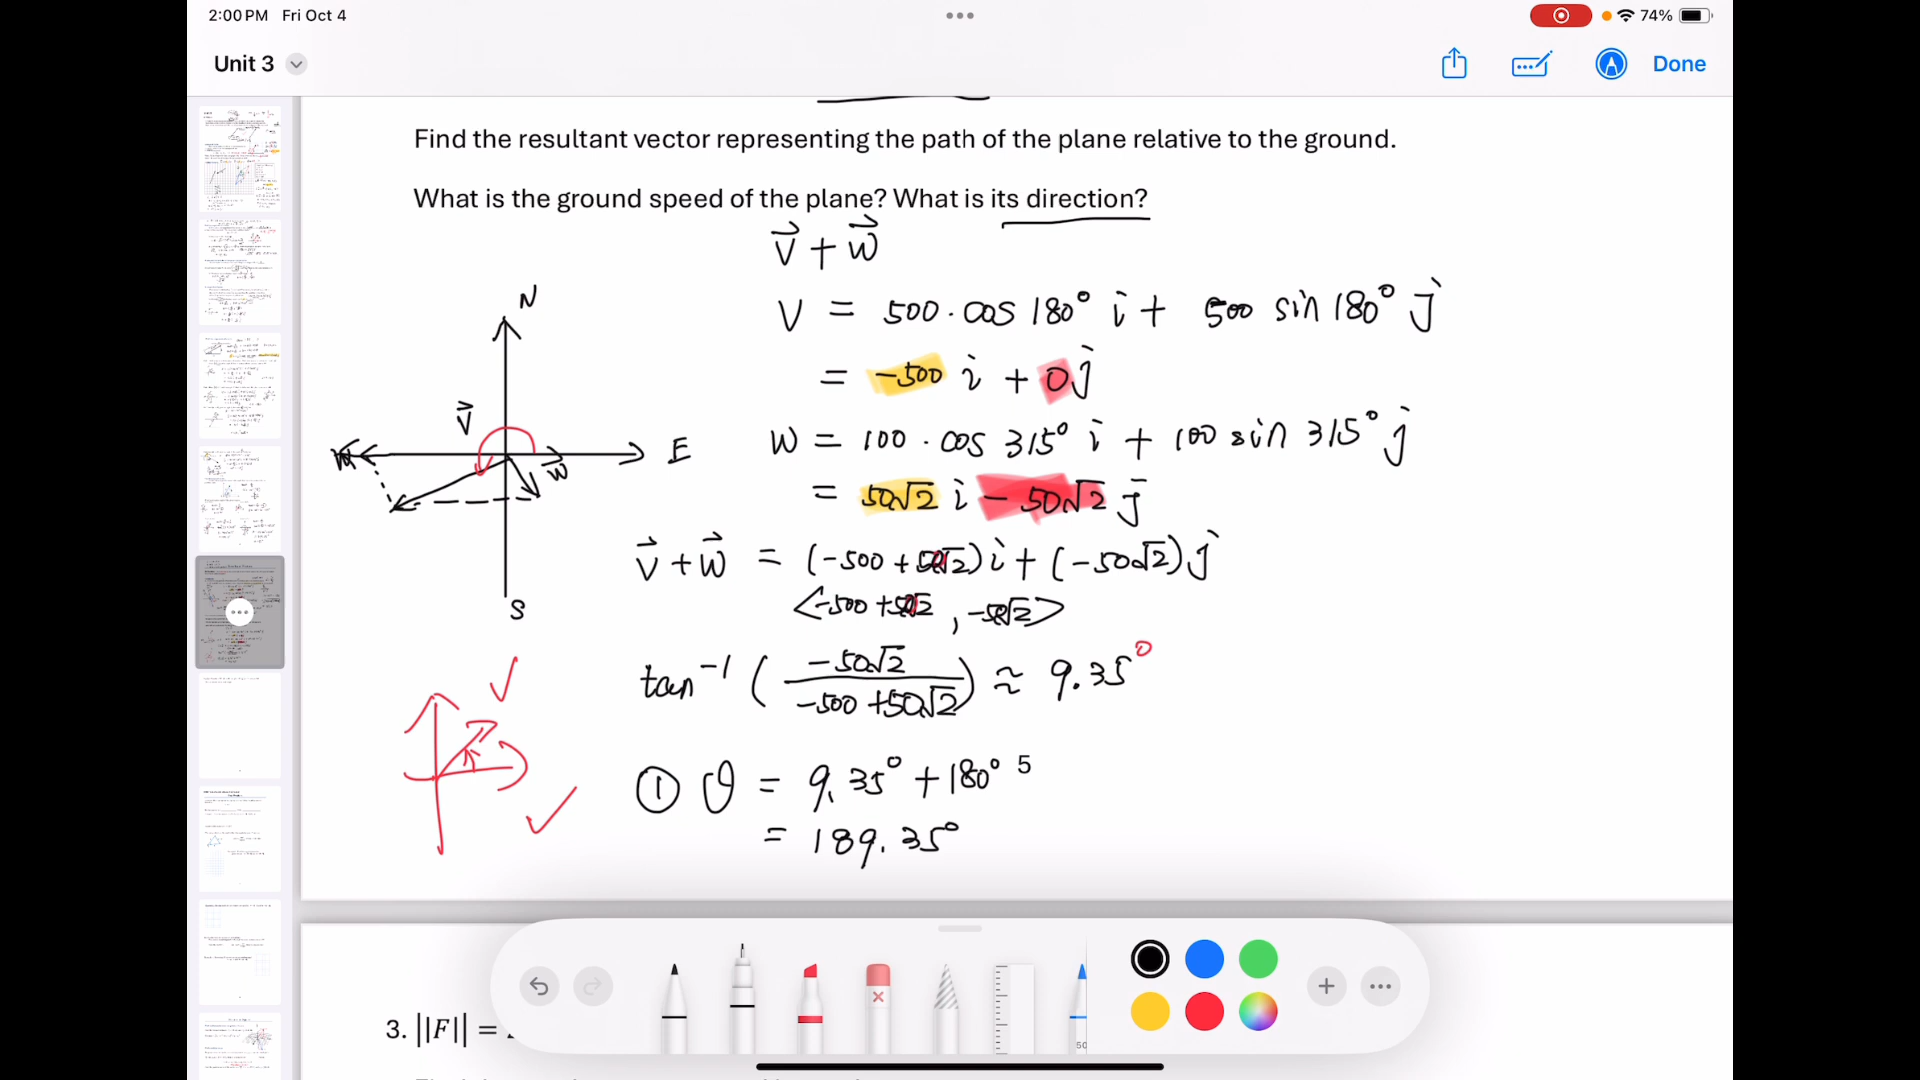 2:00 PM Fri Oct 4
74%
Unit 3
Done
Find the resultant vector representing the path of the plane relative to the ground.
What is the ground speed of the plane? What is its direction?
V + W
N
V = 500 · cos 180° i + 500 sin 180° j
= -500 i + 0j
V
E
W
W = 100 · cos 315° i + 100 sin 315° j
= 50√2 i - 50√2 j
V + W = (-500 + 50√2) i + (-50√2) j
<-500 + 50√2, -50√2>
S
tan⁻¹ (-50√2 / -500 + 50√2) ≈ 9.35°
① θ = 9.35° + 180° 5
= 189.35°
3. ||F|| =